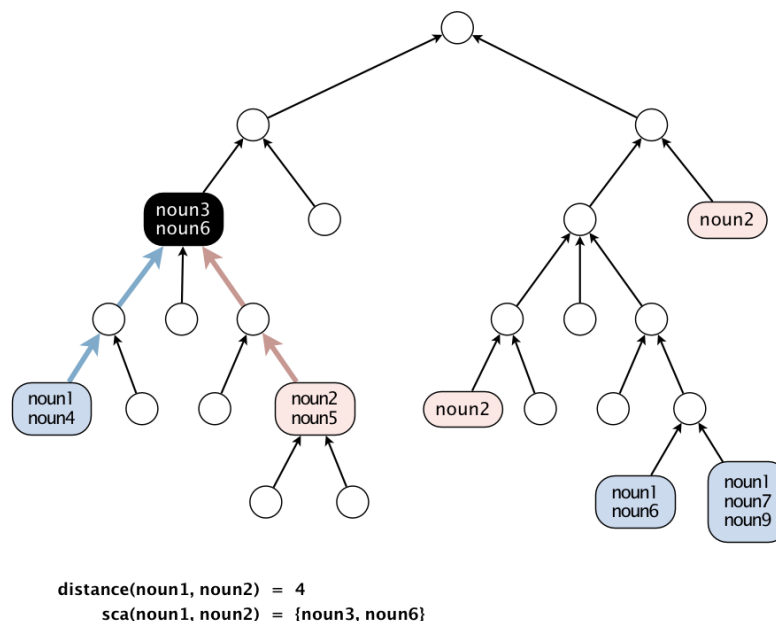 noun3
noun6
noun2
noun1
noun4
noun2
noun5
noun2
noun1
noun6
noun1
noun7
noun9
distance(noun1, noun2) = 4
sca(noun1, noun2) = {noun3, noun6}